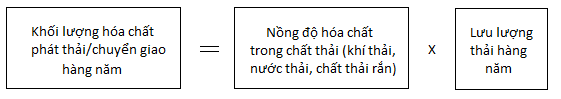 Khối lượng hóa chất
phát thải/chuyển giao
hàng năm
=
Nồng độ hóa chất
trong chất thải (khí thải,
nước thải, chất thải rắn)
x
Lưu lượng
thải hàng
năm